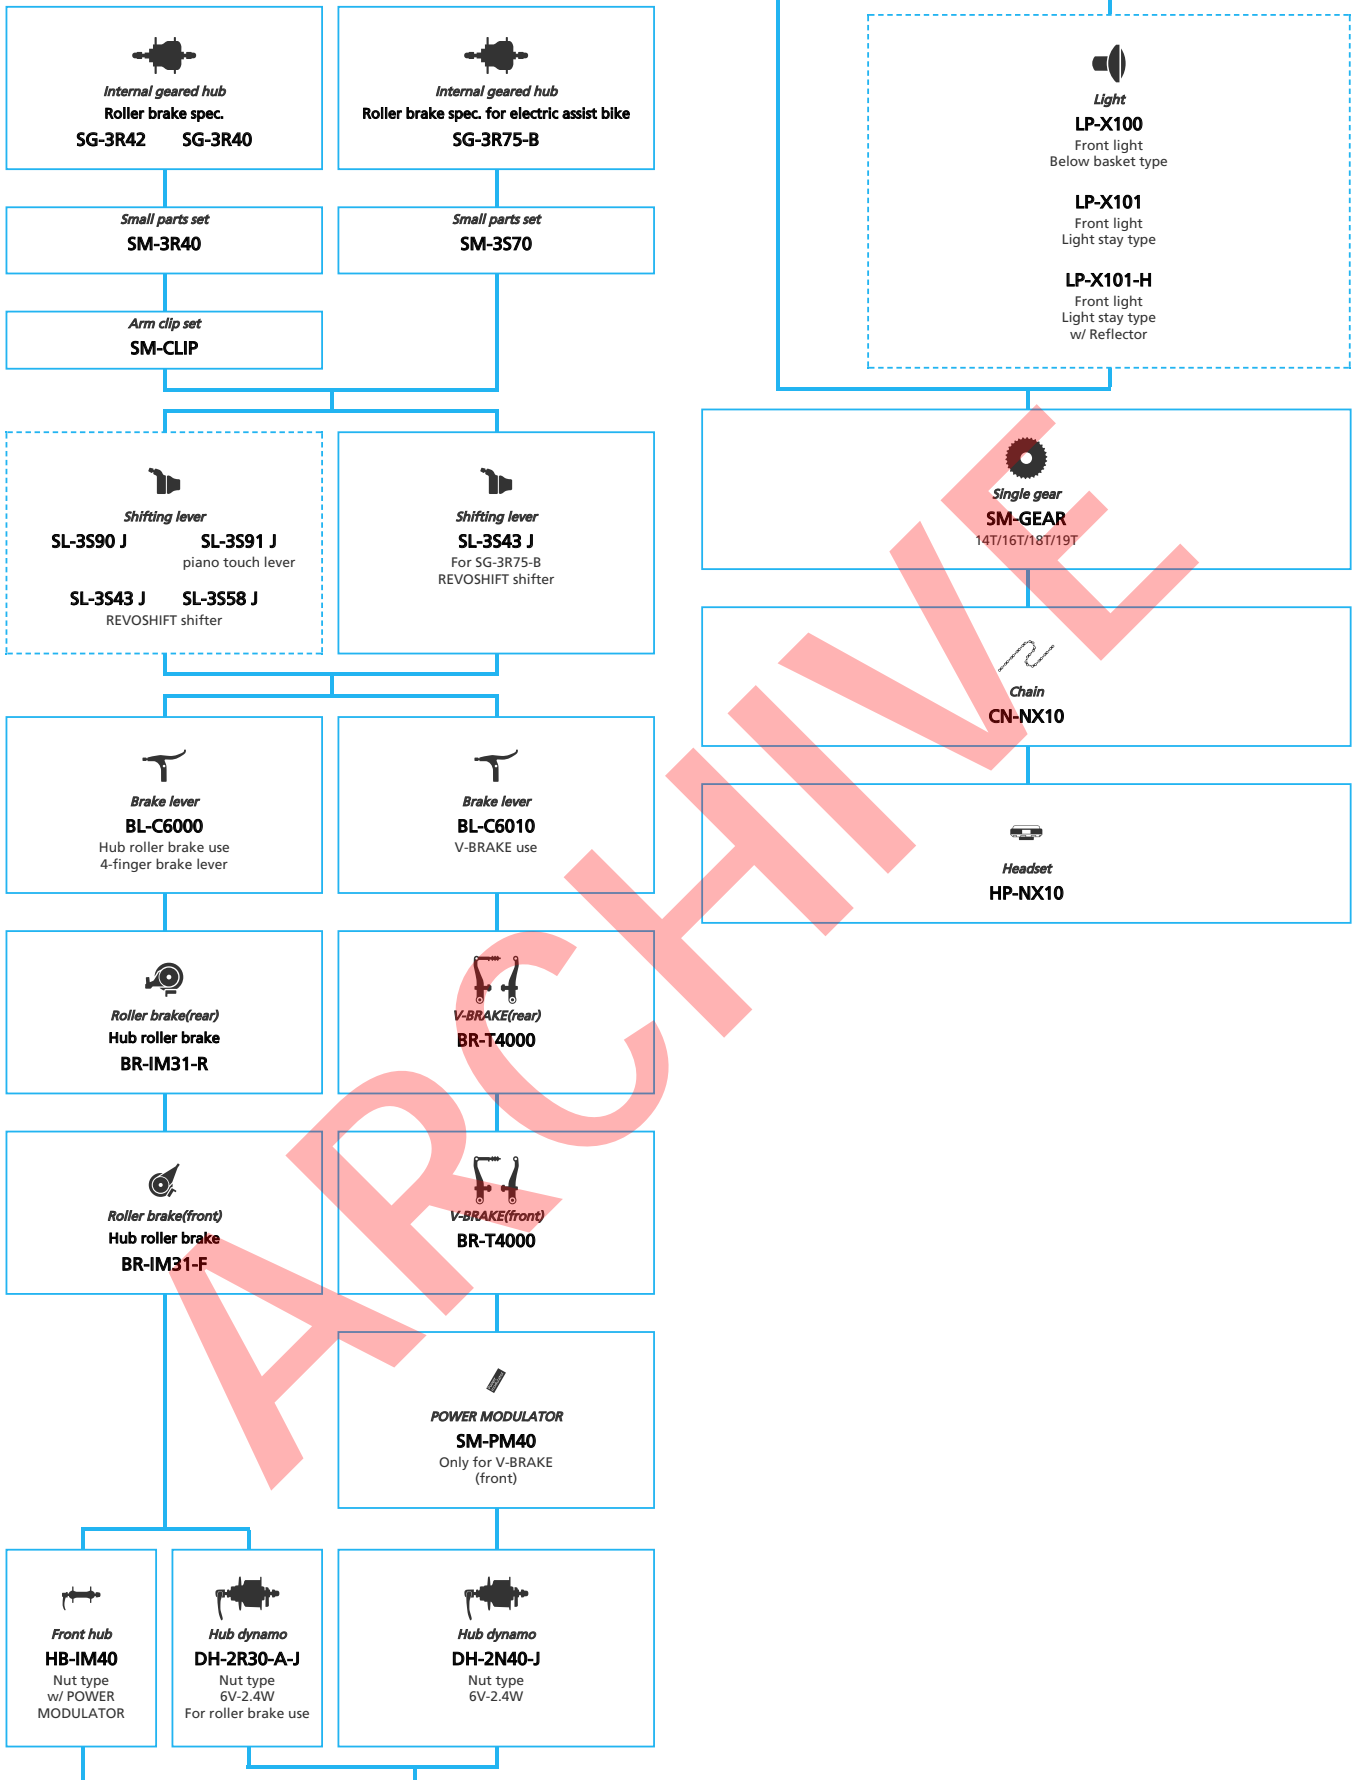 Internal geared hub
Roller brake spec.
SG-3R42 SG-3R40
Internal geared hub
Roller brake spec. for electric assist bike
SG-3R75-B
Small parts set
SM-3R40
Small parts set
SM-3S70
Arm clip set
SM-CLIP
Shifting lever
SL-3S90 J SL-3S91 J
piano touch lever
SL-3S43 J SL-3S58 J
REVOSHIFT shifter
Shifting lever
SL-3S43 J
For SG-3R75-B
REVOSHIFT shifter
Brake lever
BL-C6000
Hub roller brake use
4-finger brake lever
Brake lever
BL-C6010
V-BRAKE use
Roller brake(rear)
Hub roller brake
BR-IM31-R
V-BRAKE(rear)
BR-T4000
Roller brake(front)
Hub roller brake
BR-IM31-F
V-BRAKE(front)
BR-T4000
POWER MODULATOR
SM-PM40
Only for V-BRAKE
(front)
Front hub
HB-IM40
Nut type
w/ POWER
MODULATOR
Hub dynamo
DH-2R30-A-J
Nut type
6V-2.4W
For roller brake use
Hub dynamo
DH-2N40-J
Nut type
6V-2.4W
Light
LP-X100
Front light
Below basket type
LP-X101
Front light
Light stay type
LP-X101-H
Front light
Light stay type
w/ Reflector
Single gear
SM-GEAR
14T/16T/18T/19T
Chain
CN-NX10
Headset
HP-NX10
ARCHIVE